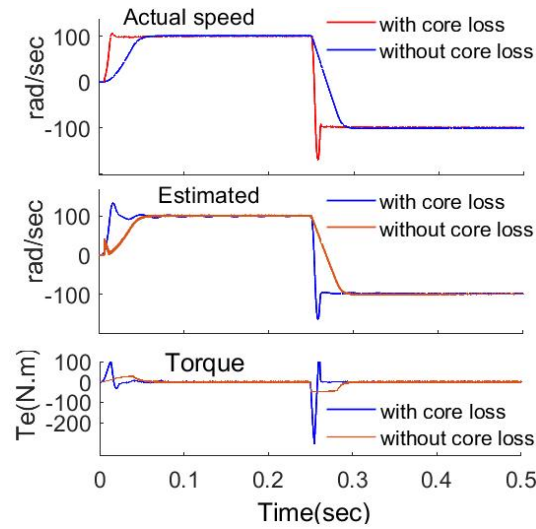 Actual speed
with core loss
without core loss
rad/sec
100
0
-100
Estimated
with core loss
without core loss
rad/sec
100
0
-100
Torque
with core loss
without core loss
Te(N.m)
100
0
-100
-200
0
0.1
0.2
0.3
0.4
0.5
Time(sec)